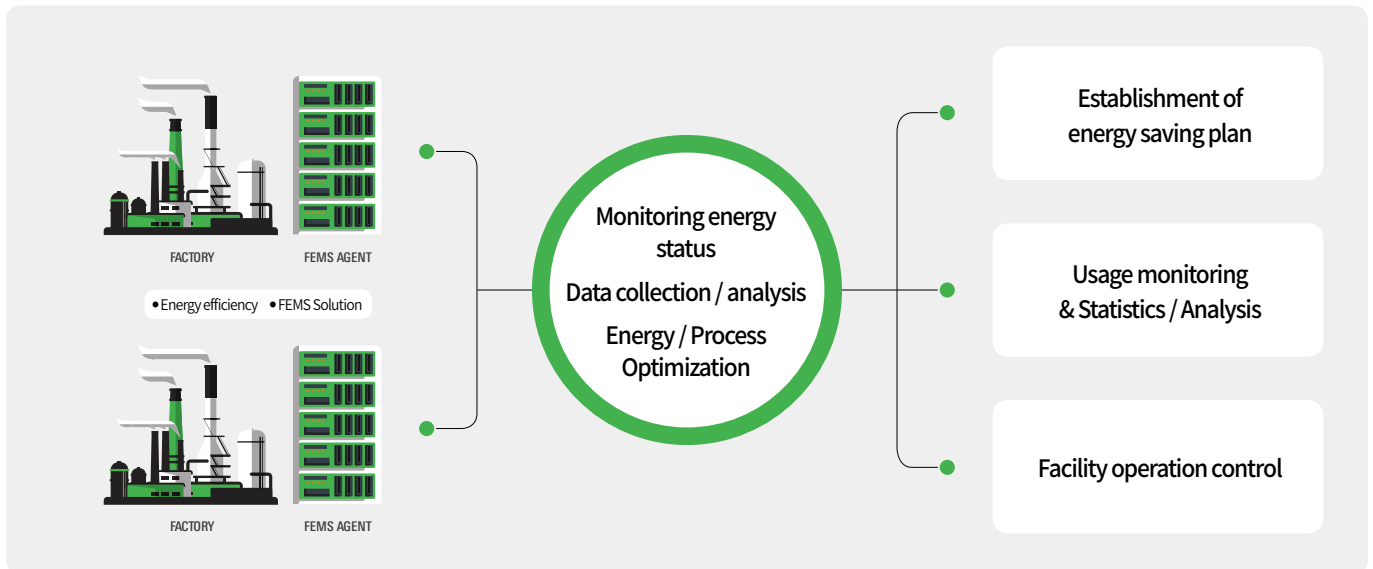 FACTORY
FEMS AGENT
• Energy efficiency • FEMS Solution
FACTORY
FEMS AGENT
Monitoring energy
status
Data collection / analysis
Energy / Process
Optimization
Establishment of
energy saving plan
Usage monitoring
& Statistics / Analysis
Facility operation control